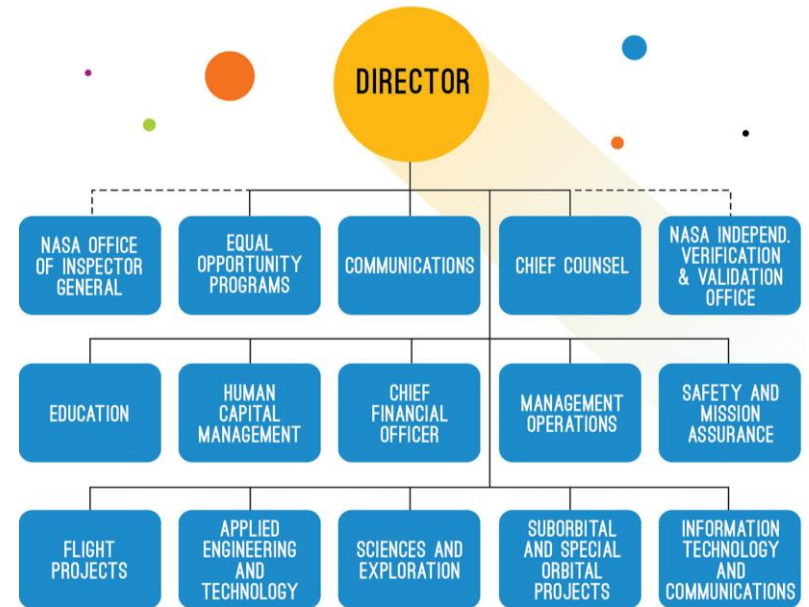 DIRECTOR
NASA OFFICE
OF INSPECTOR
GENERAL
EQUAL
OPPORTUNITY
PROGRAMS
COMMUNICATIONS
CHIEF COUNSEL
NASA INDEPEND.
VERIFICATION
& VALIDATION
OFFICE
EDUCATION
HUMAN
CAPITAL
MANAGEMENT
CHIEF
FINANCIAL
OFFICER
MANAGEMENT
OPERATIONS
SAFETY AND
MISSION
ASSURANCE
FLIGHT
PROJECTS
APPLIED
ENGINEERING
AND
TECHNOLOGY
SCIENCES AND
EXPLORATION
SUBORBITAL
AND SPECIAL
ORBITAL
PROJECTS
INFORMATION
TECHNOLOGY
AND
COMMUNICATIONS